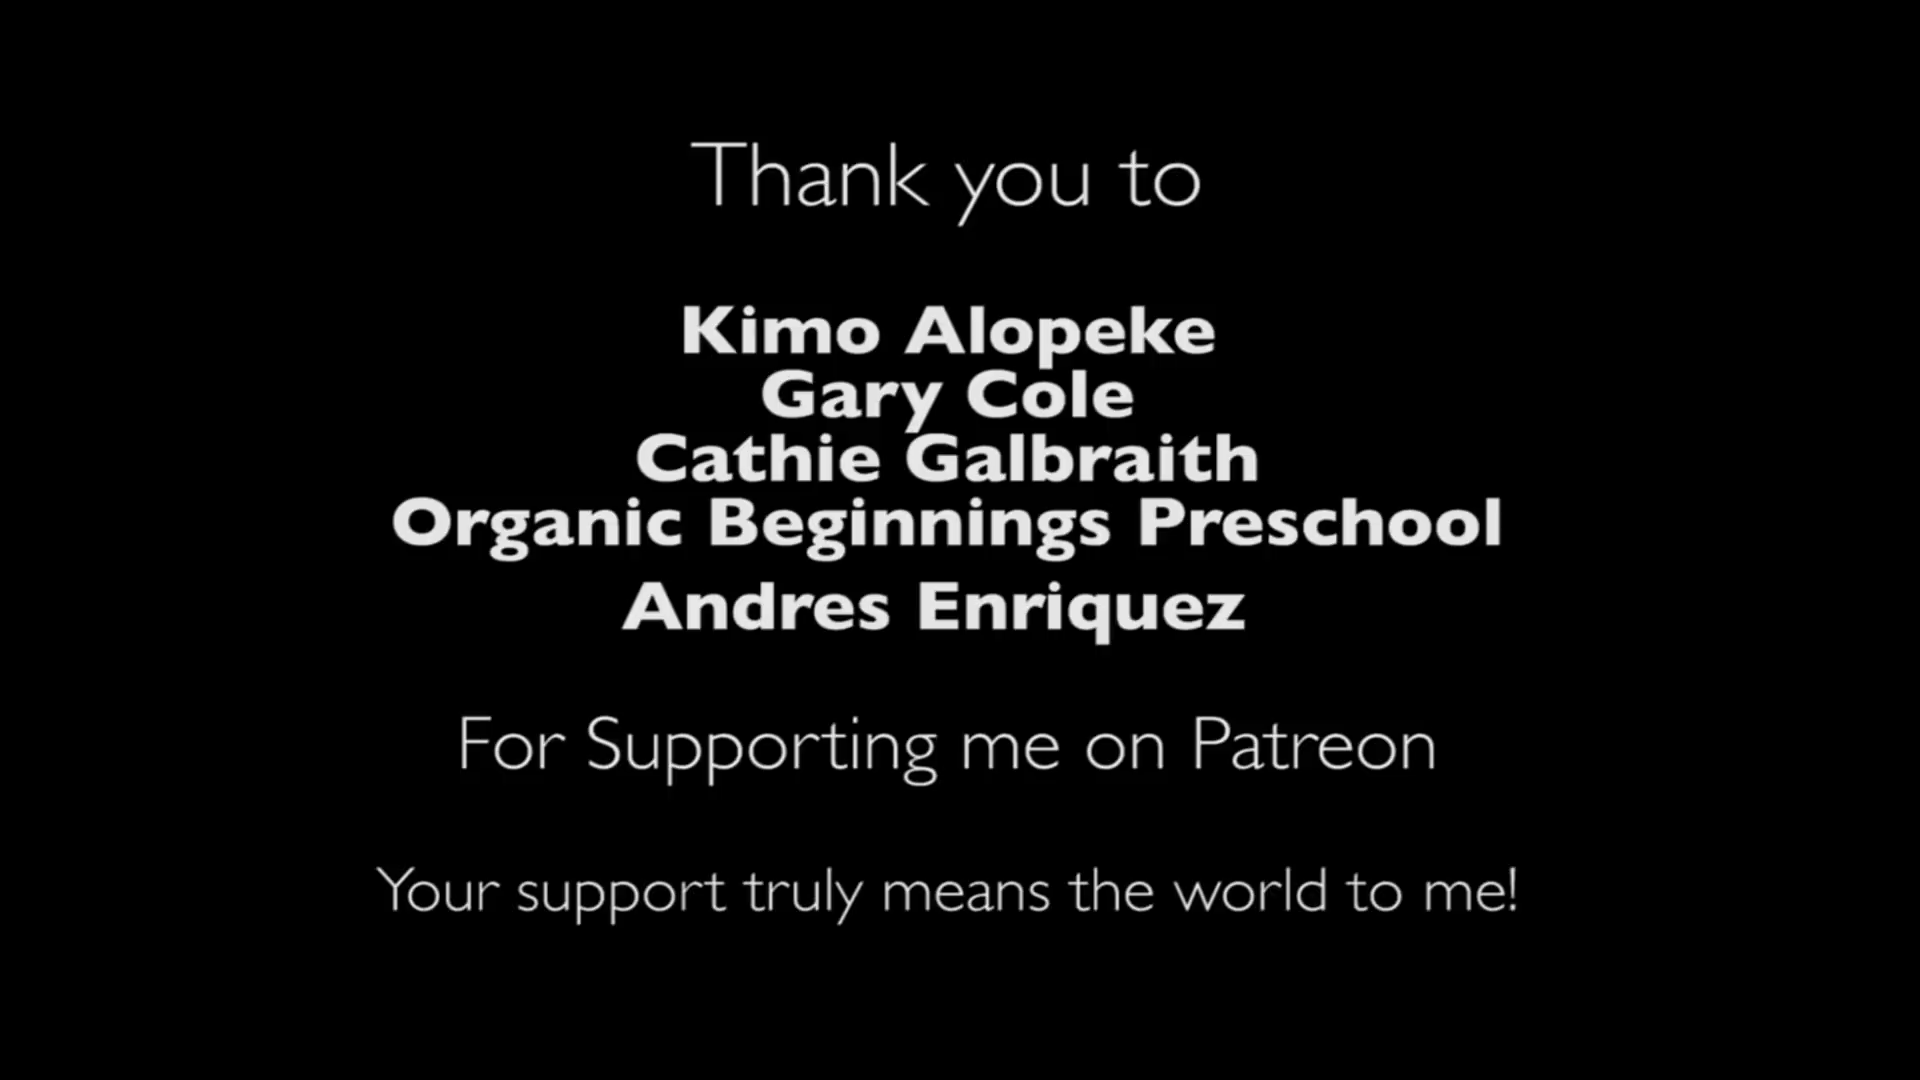 Thank you to
Kimo Alopeke
Gary Cole
Cathie Galbraith
Organic Beginnings Preschool
Andres Enriquez
For Supporting me on Patreon
Your support truly means the world to me!